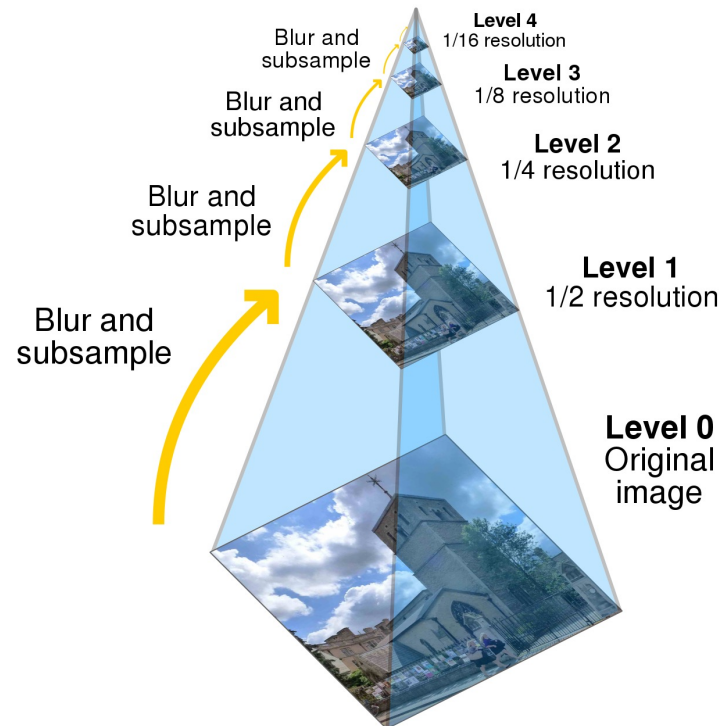 Level 4
1/16 resolution
Blur and
subsample
Level 3
1/8 resolution
Blur and
subsample
Level 2
1/4 resolution
Blur and
subsample
Level 1
1/2 resolution
Blur and
subsample
Level 0
Original
image